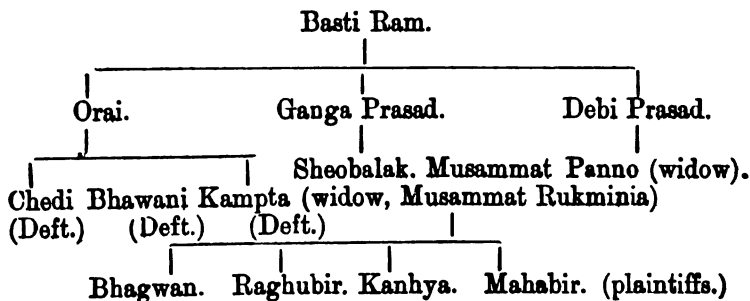 Basti Ram.
Orai. Ganga Prasad. Debi Prasad.
Sheobalak. Musammat Panno (widow).
Chedi Bhawani Kampta (widow, Musammat Rukminia)
(Deft.) (Deft.) (Deft.)
Bhagwan. Raghubir. Kanhya. Mahabir. (plaintiffs.)